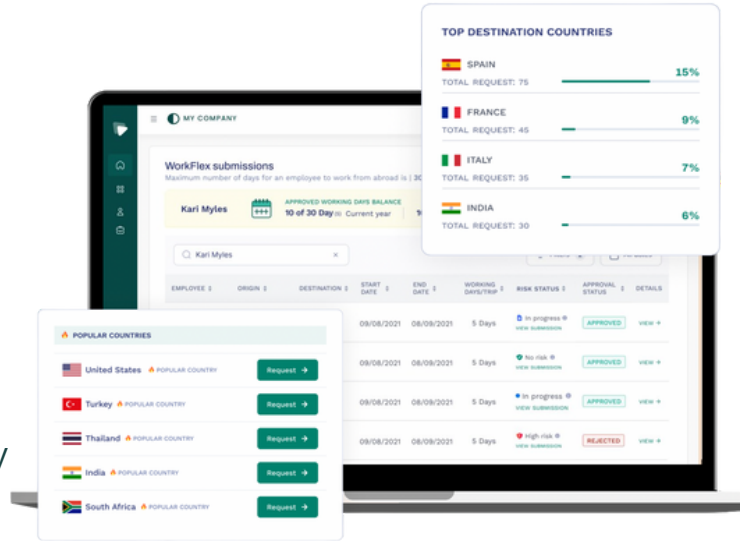 TOP DESTINATION COUNTRIES
SPAIN
15%
TOTAL REQUEST: 75
FRANCE
9%
TOTAL REQUEST: 45
ITALY
7%
TOTAL REQUEST: 35
INDIA
6%
TOTAL REQUEST: 30
MY COMPANY
WorkFlex submissions
Maximum number of days for an employee to work from abroad is | 30
Kari Myles
APPROVED WORKING DAYS BALANCE
10 of 30 Day Current year
Kari Myles ×
EMPLOYEE ORIGIN DESTINATION START DATE END DATE WORKING DAYS/TRIP RISK STATUS APPROVAL STATUS DETAILS
09/08/2021 08/09/2021 5 Days In progress APPROVED VIEW →
VIEW SUBMISSION
09/08/2021 08/09/2021 5 Days No risk APPROVED VIEW →
VIEW SUBMISSION
09/08/2021 08/09/2021 5 Days In progress APPROVED VIEW →
VIEW SUBMISSION
09/08/2021 08/09/2021 5 Days High risk REJECTED VIEW →
VIEW SUBMISSION
POPULAR COUNTRIES
United States POPULAR COUNTRY Request →
Turkey POPULAR COUNTRY Request →
Thailand POPULAR COUNTRY Request →
India POPULAR COUNTRY Request →
South Africa POPULAR COUNTRY Request →